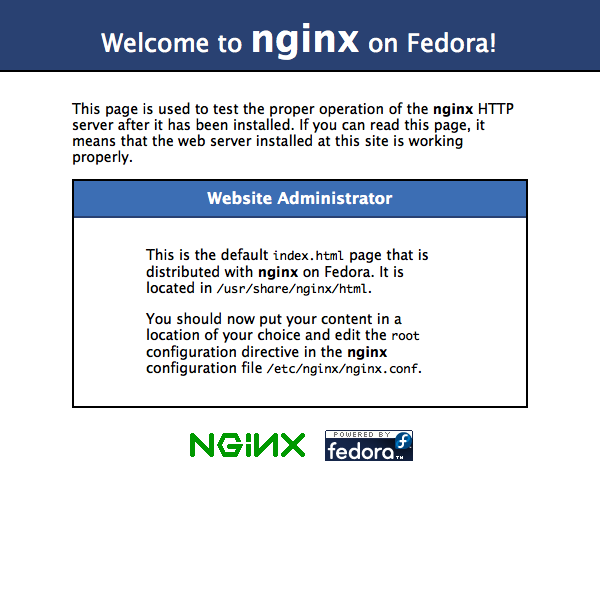 Welcome to nginx on Fedora!
This page is used to test the proper operation of the nginx HTTP
server after it has been installed. If you can read this page, it
means that the web server installed at this site is working
properly.
Website Administrator
This is the default index.html page that is
distributed with nginx on Fedora. It is
located in /usr/share/nginx/html.
You should now put your content in a
location of your choice and edit the root
configuration directive in the nginx
configuration file /etc/nginx/nginx.conf.
NGINX
POWERED BY
fedora™